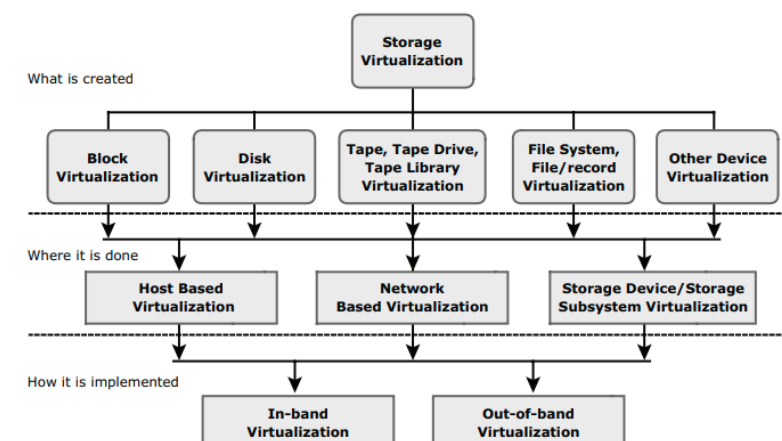 Storage
Virtualization
What is created
Block
Virtualization
Disk
Virtualization
Tape, Tape Drive,
Tape Library
Virtualization
File System,
File/record
Virtualization
Other Device
Virtualization
Where it is done
Host Based
Virtualization
Network
Based Virtualization
Storage Device/Storage
Subsystem Virtualization
How it is implemented
In-band
Virtualization
Out-of-band
Virtualization